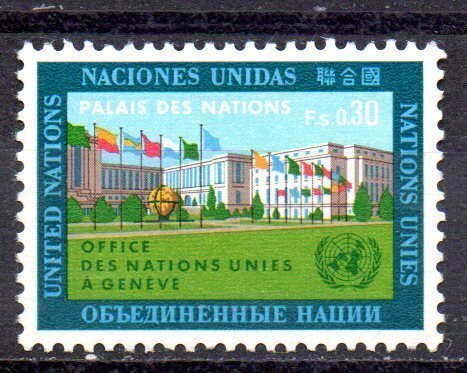 NACIONES UNIDAS 聯合國
UNITED NATIONS
PALAIS DES NATIONS
F.s.0.30
NATIONS UNIES
OFFICE
DES NATIONS UNIES
À GENÈVE
ОБЪЕДИНЕННЫЕ НАЦИИ